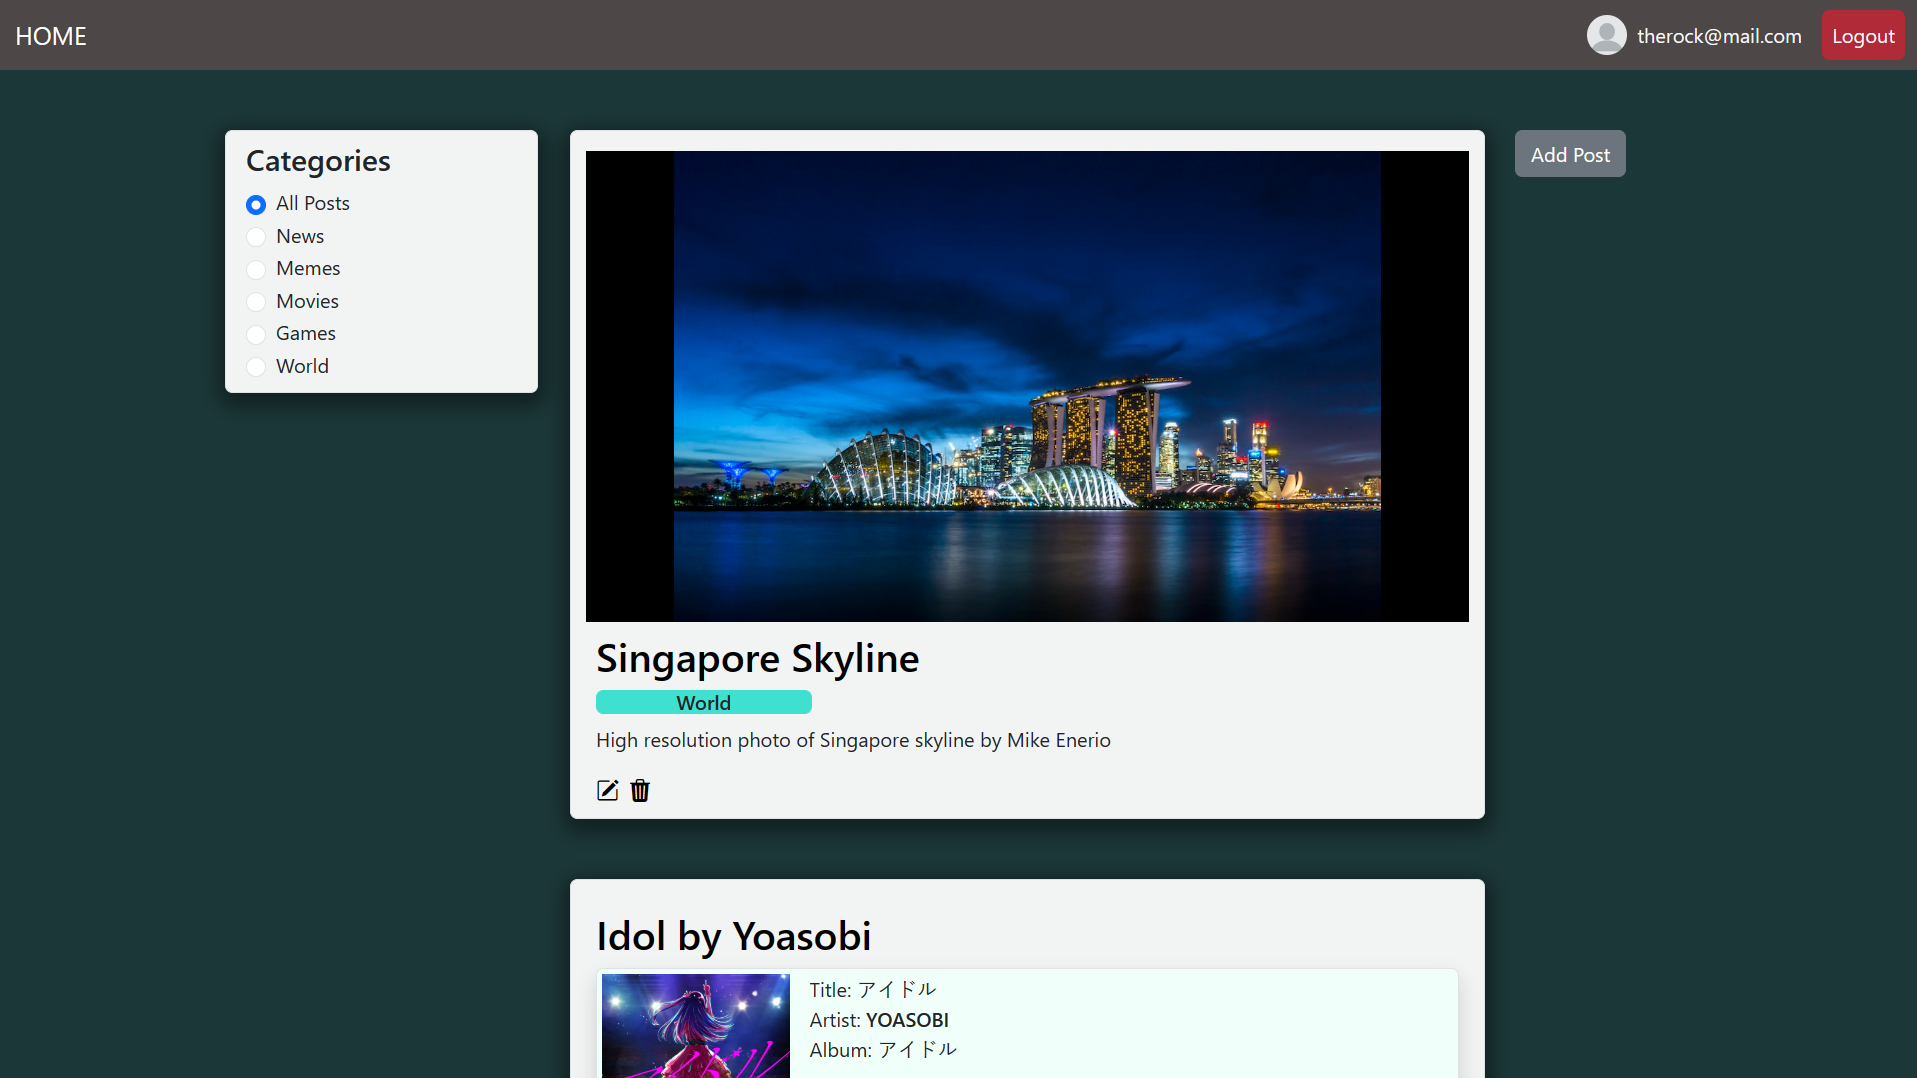 HOME
therock@mail.com
Logout
Categories
All Posts
News
Memes
Movies
Games
World
Add Post
Singapore Skyline
World
High resolution photo of Singapore skyline by Mike Enerio
Idol by Yoasobi
Title: アイドル
Artist: YOASOBI
Album: アイドル